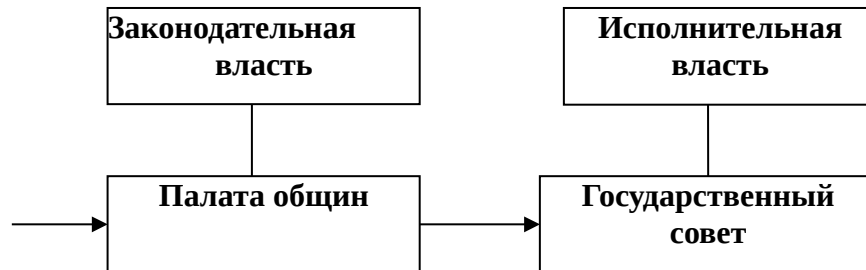 Законодательная
власть
Исполнительная
власть
Палата общин
Государственный
совет